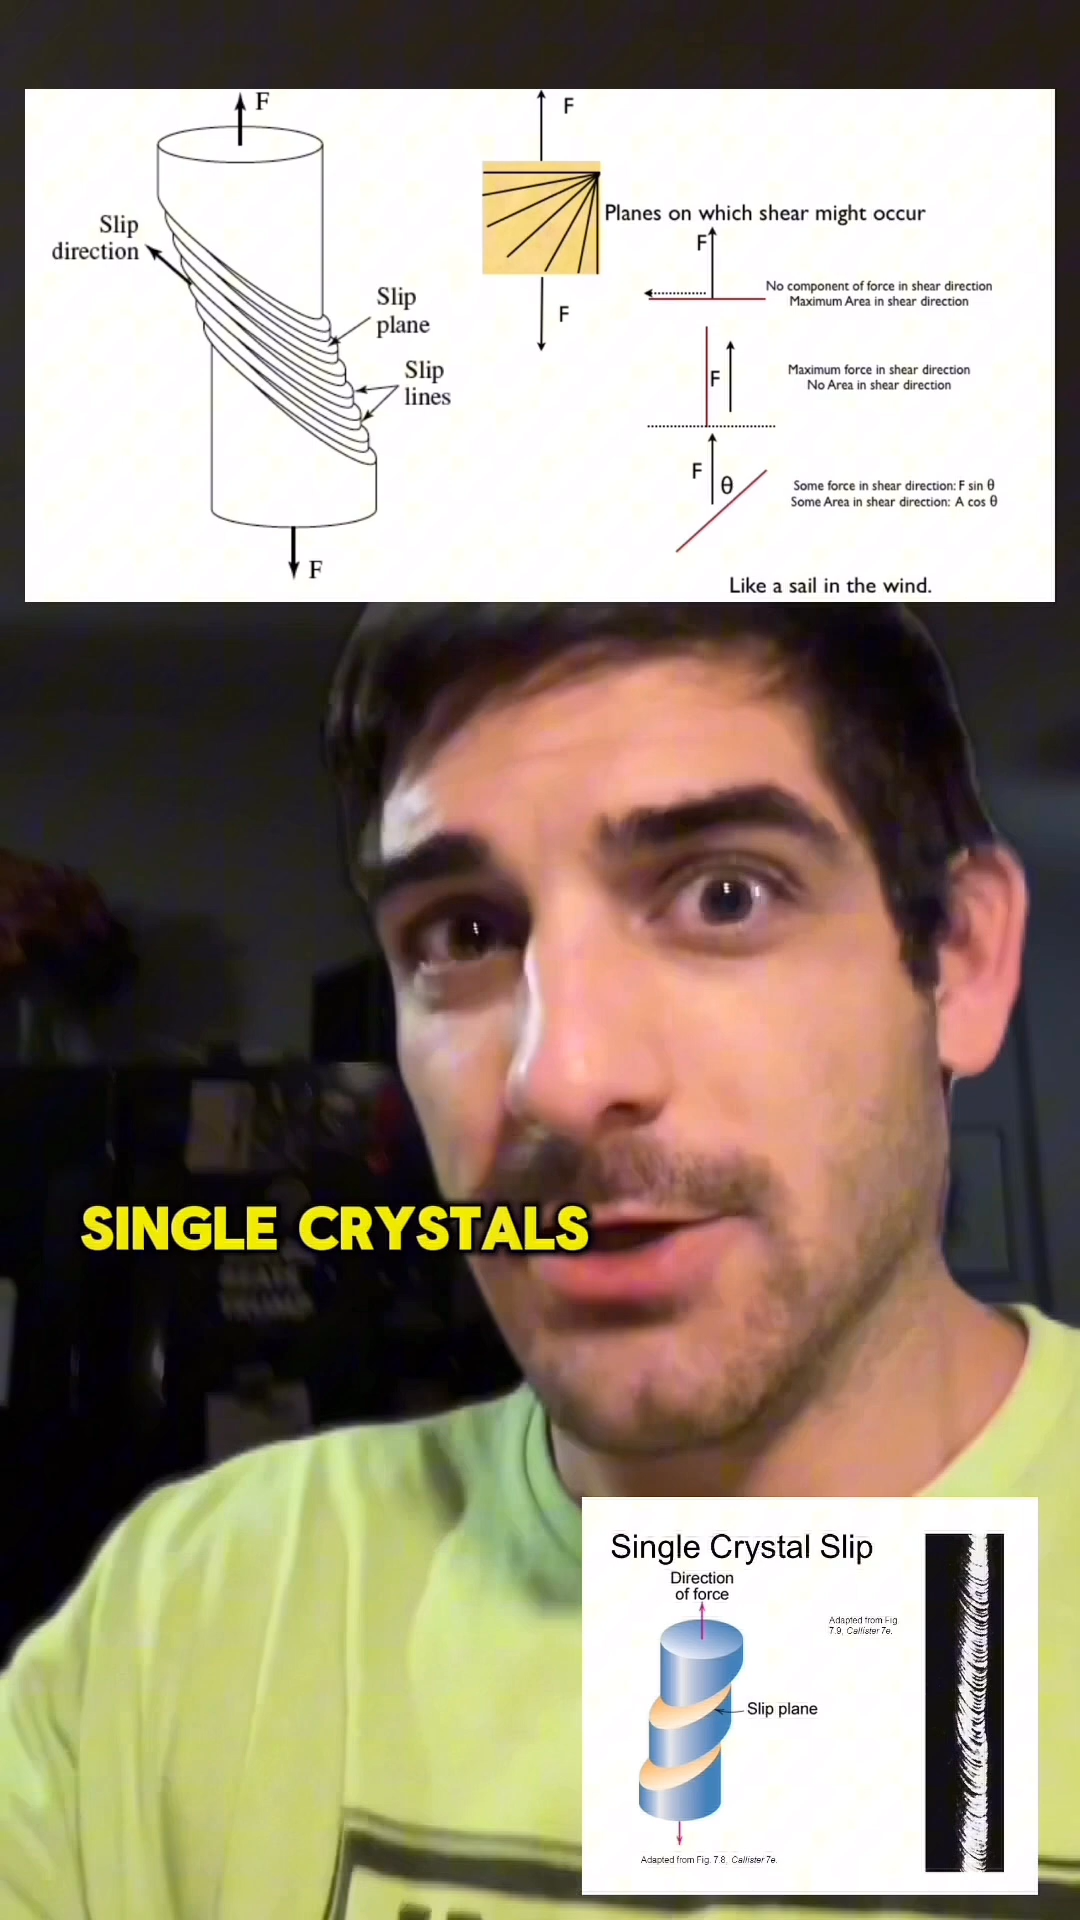 F
F
Slip
direction
Planes on which shear might occur
F
No component of force in shear direction
Maximum Area in shear direction
Slip
plane
F
Slip
lines
Maximum force in shear direction
No Area in shear direction
F
F
θ
Some force in shear direction: F sin θ
Some Area in shear direction: A cos θ
F
Like a sail in the wind.
SINGLE CRYSTALS
Single Crystal Slip
Direction
of force
Adapted from Fig.
7.9, Callister 7e.
Slip plane
Adapted from Fig. 7.8, Callister 7e.